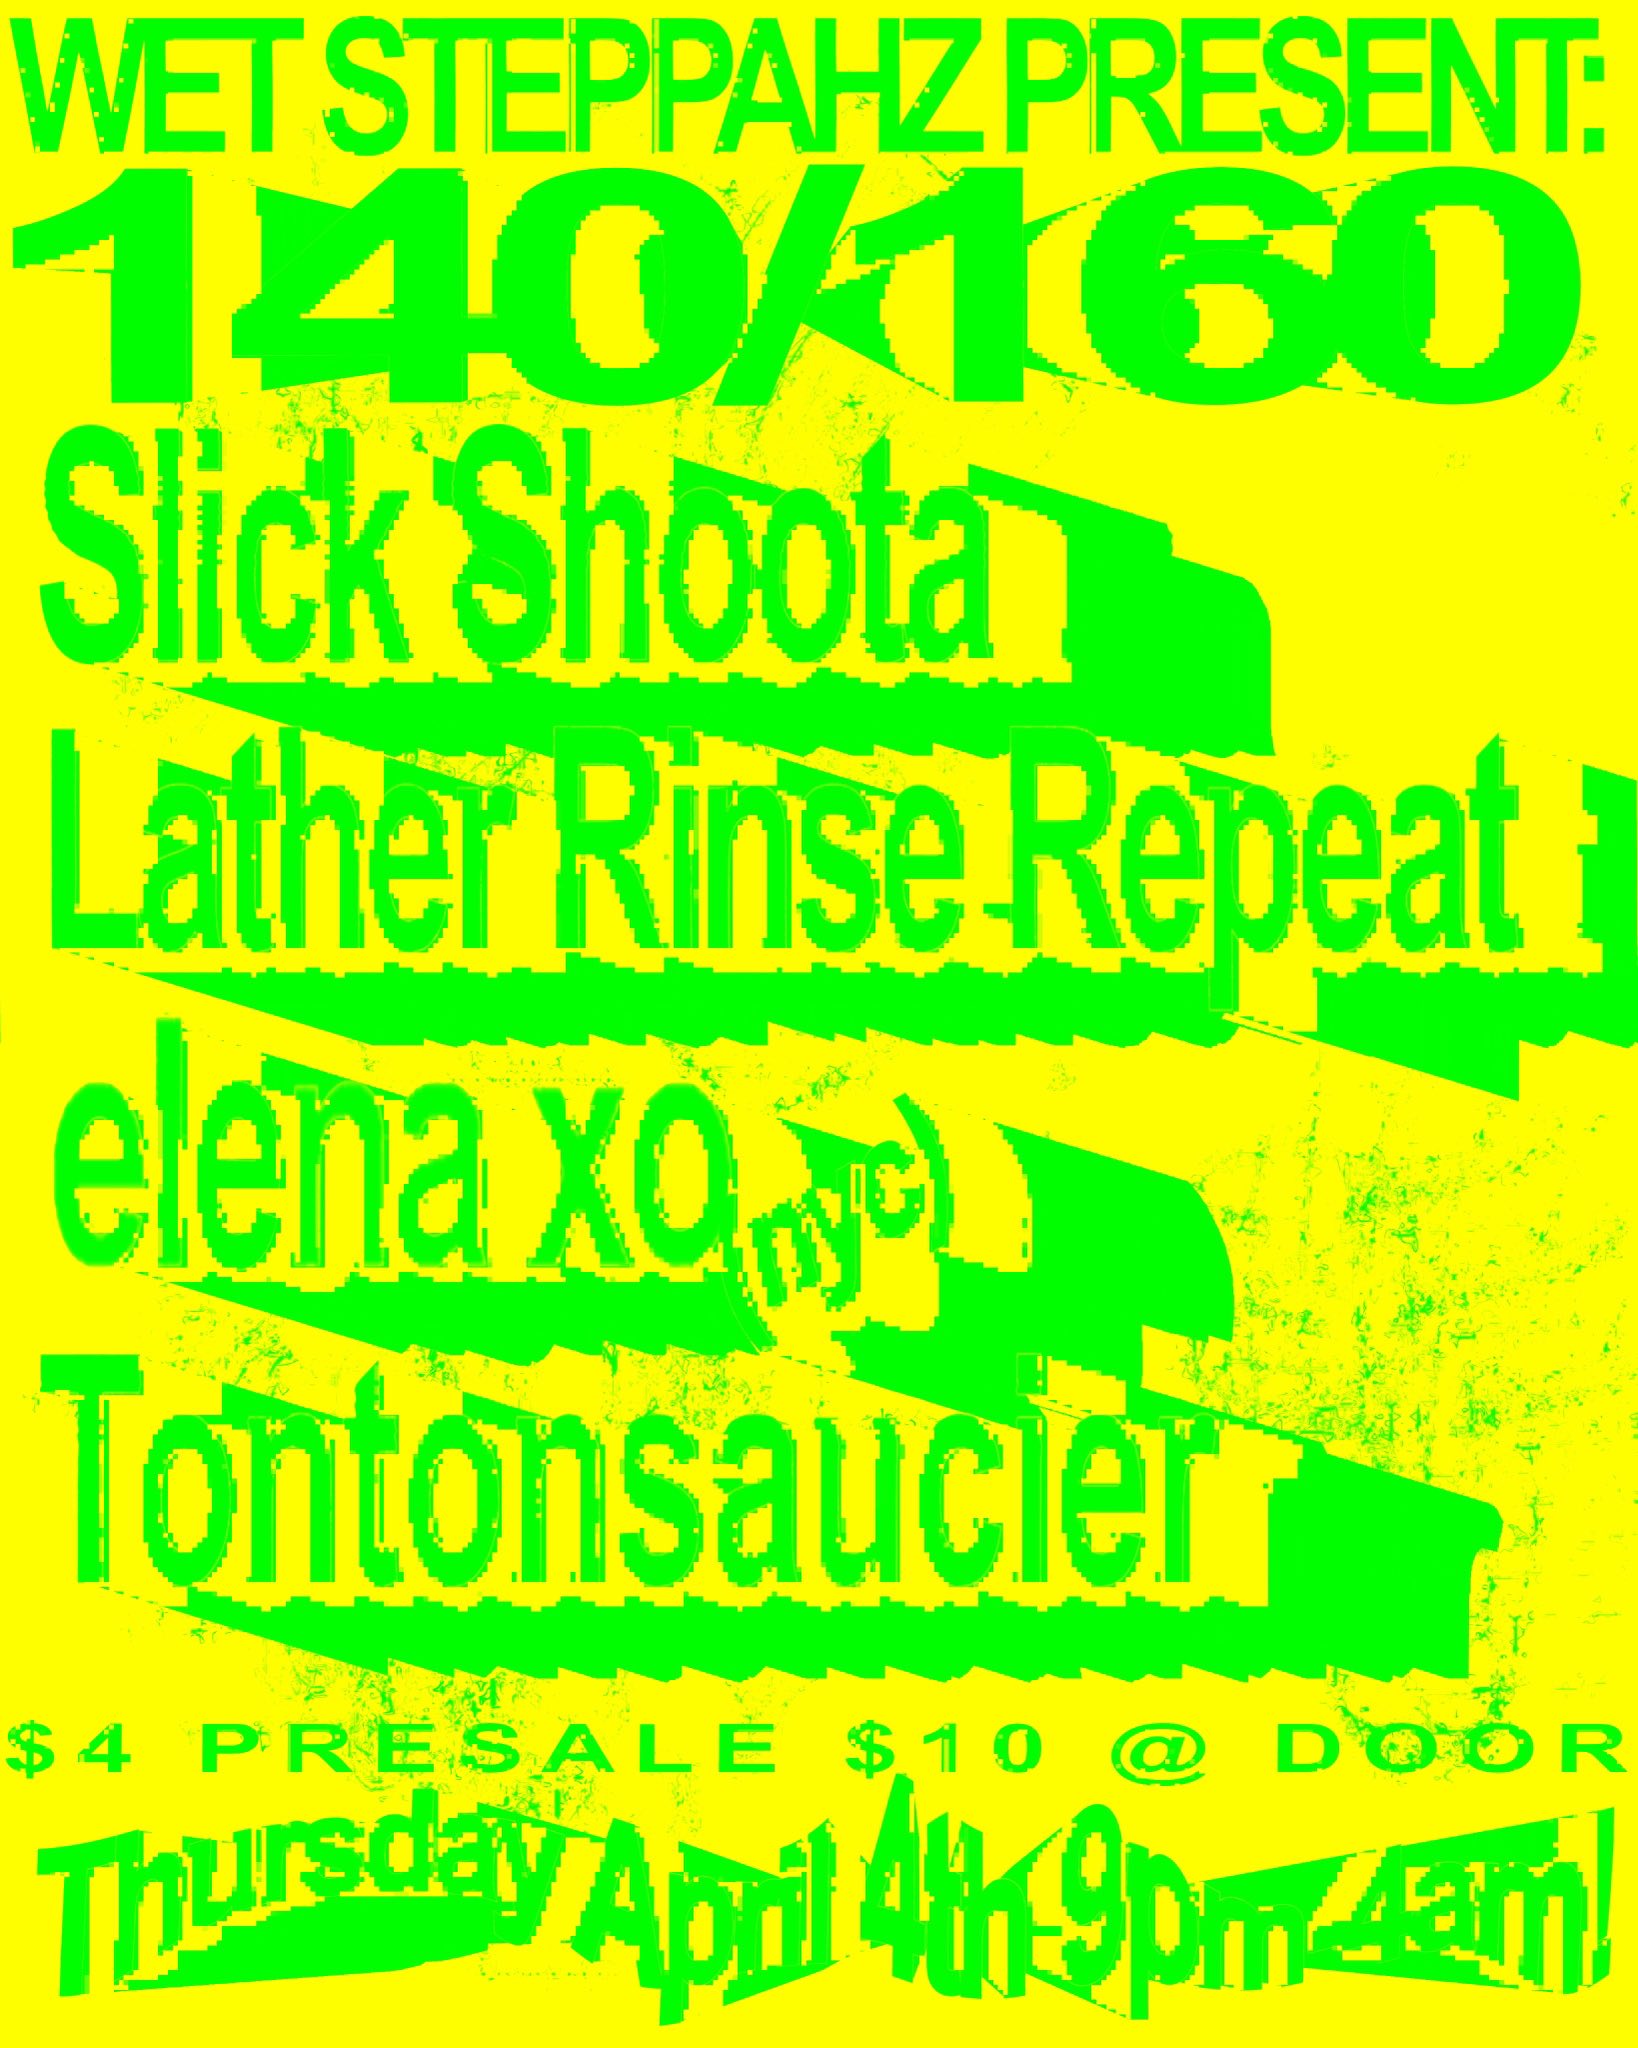 WET STEPPAHZ PRESENT:
140/160
Slick Shoota
Lather Rinse Repeat
elena xo (nyc)
Tontonsaucier
$4 PRESALE $10 @ DOOR
Thursday April 4th 9pm-4am!